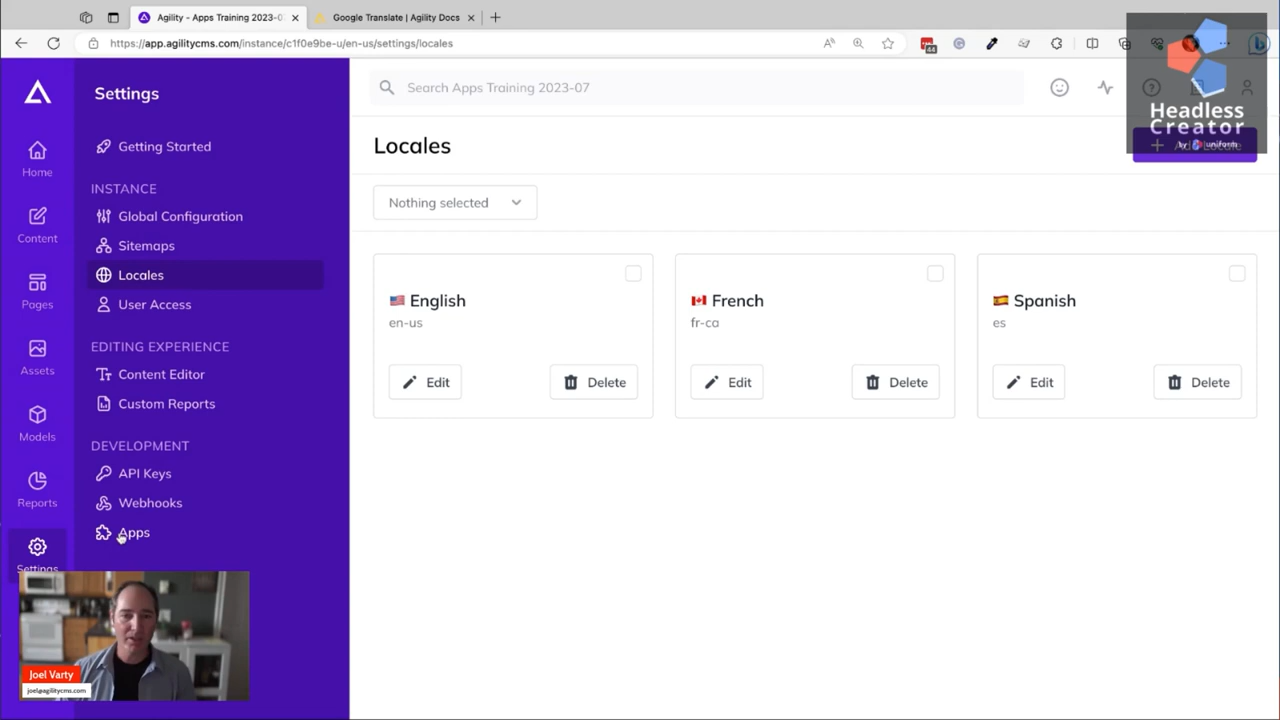 Agility - Apps Training 2023-0
Google Translate | Agility Docs
https://app.agilitycms.com/instance/c1f0e9be-u/en-us/settings/locales
44
Headless
Creator
by uniform
Settings
Search Apps Training 2023-07
Getting Started
Locales
Home
INSTANCE
Global Configuration
Nothing selected
Content
Sitemaps
Locales
User Access
Pages
English
en-us
French
fr-ca
Spanish
es
EDITING EXPERIENCE
Content Editor
Custom Reports
Assets
Edit
Delete
Edit
Delete
Edit
Delete
Models
DEVELOPMENT
API Keys
Webhooks
Apps
Reports
Settings
Joel Varty
joel@agilitycms.com